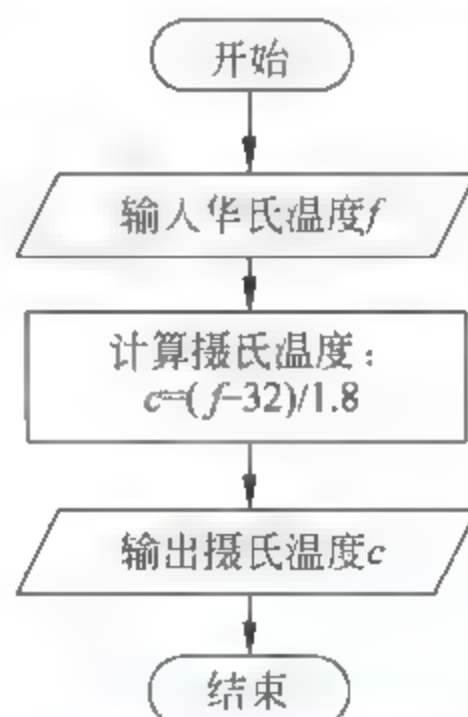 开始
输入华氏温度f
计算摄氏温度：
c=(f-32)/1.8
输出摄氏温度c
结束